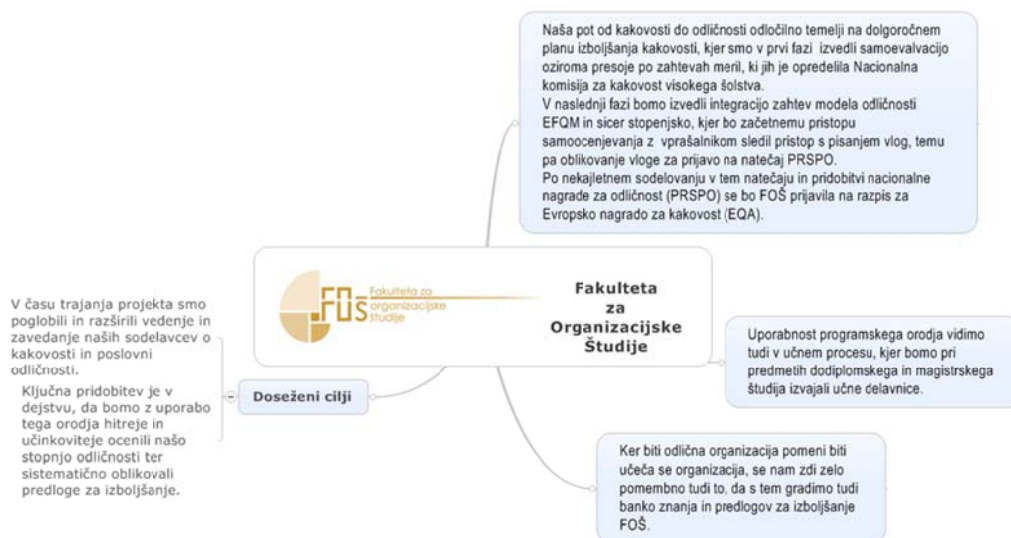 Naša pot od kakovosti do odličnosti odločilno temelji na dolgoročnem
planu izboljšanja kakovosti, kjer smo v prvi fazi izvedli samoevalvacijo
oziroma presoje po zahtevah meril, ki jih je opredelila Nacionalna
komisija za kakovost visokega šolstva.
V naslednji fazi bomo izvedli integracijo zahtev modela odličnosti
EFQM in sicer stopenjsko, kjer bo začetnemu pristopu
samoocenjevanja z vprašalnikom sledil pristop s pisanjem vlog, temu
pa oblikovanje vloge za prijavo na natečaj PRSPO.
Po nekajletnem sodelovanju v tem natečaju in pridobitvi nacionalne
nagrade za odličnost (PRSPO) se bo FOŠ prijavila na razpis za
Evropsko nagrado za kakovost (EQA).
FOŠ
Fakulteta za
organizacijske
študije
Fakulteta
za
Organizacijske
Študije
Uporabnost programskega orodja vidimo
tudi v učnem procesu, kjer bomo pri
predmetih dodiplomskega in magistrskega
študija izvajali učne delavnice.
V času trajanja projekta smo
poglobili in razširili vedenje in
zavedanje naših sodelavcev o
kakovosti in poslovni
odličnosti.
Ključna pridobitev je v
dejstvu, da bomo z uporabo
tega orodja hitreje in
učinkoviteje ocenili našo
stopnjo odličnosti ter
sistematično oblikovali
predloge za izboljšanje.
Doseženi cilji
Ker biti odlična organizacija pomeni biti
učeča se organizacija, se nam zdi zelo
pomembno tudi to, da s tem gradimo tudi
banko znanja in predlogov za izboljšanje
FOŠ.